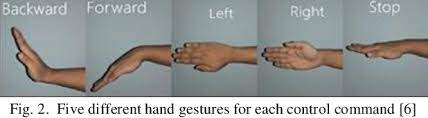 Backward Forward Left Right Stop
Fig. 2. Five different hand gestures for each control command [6]